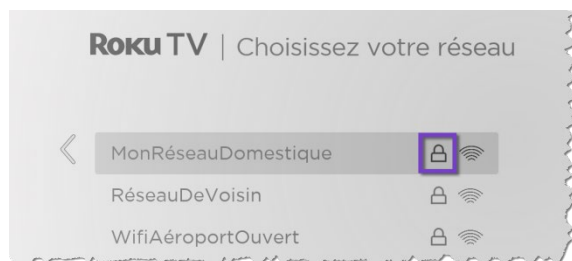 Roku TV | Choisissez votre réseau
MonRéseauDomestique
RéseauDeVoisin
WifiAéroportOuvert